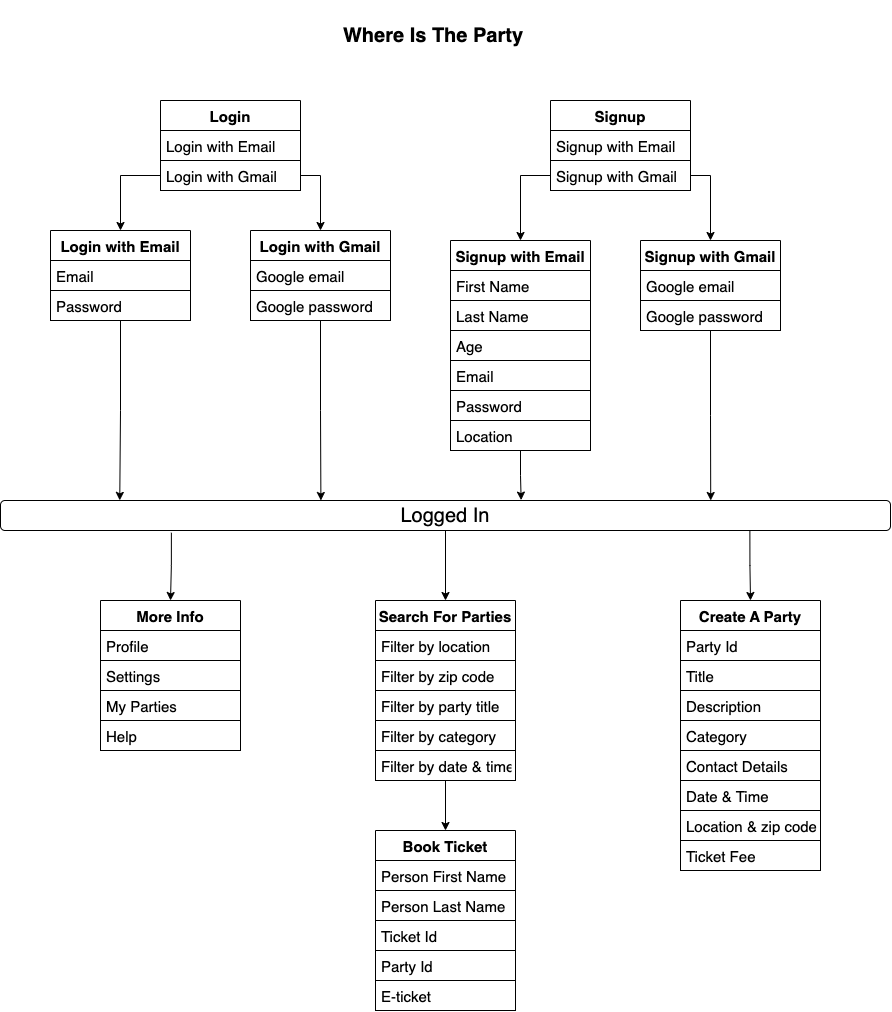 Where Is The Party
Login
Login with Email
Login with Gmail
Signup
Signup with Email
Signup with Gmail
Login with Email
Email
Password
Login with Gmail
Google email
Google password
Signup with Email
First Name
Last Name
Age
Email
Password
Location
Signup with Gmail
Google email
Google password
Logged In
More Info
Profile
Settings
My Parties
Help
Search For Parties
Filter by location
Filter by zip code
Filter by party title
Filter by category
Filter by date & time
Create A Party
Party Id
Title
Description
Category
Contact Details
Date & Time
Location & zip code
Ticket Fee
Book Ticket
Person First Name
Person Last Name
Ticket Id
Party Id
E-ticket